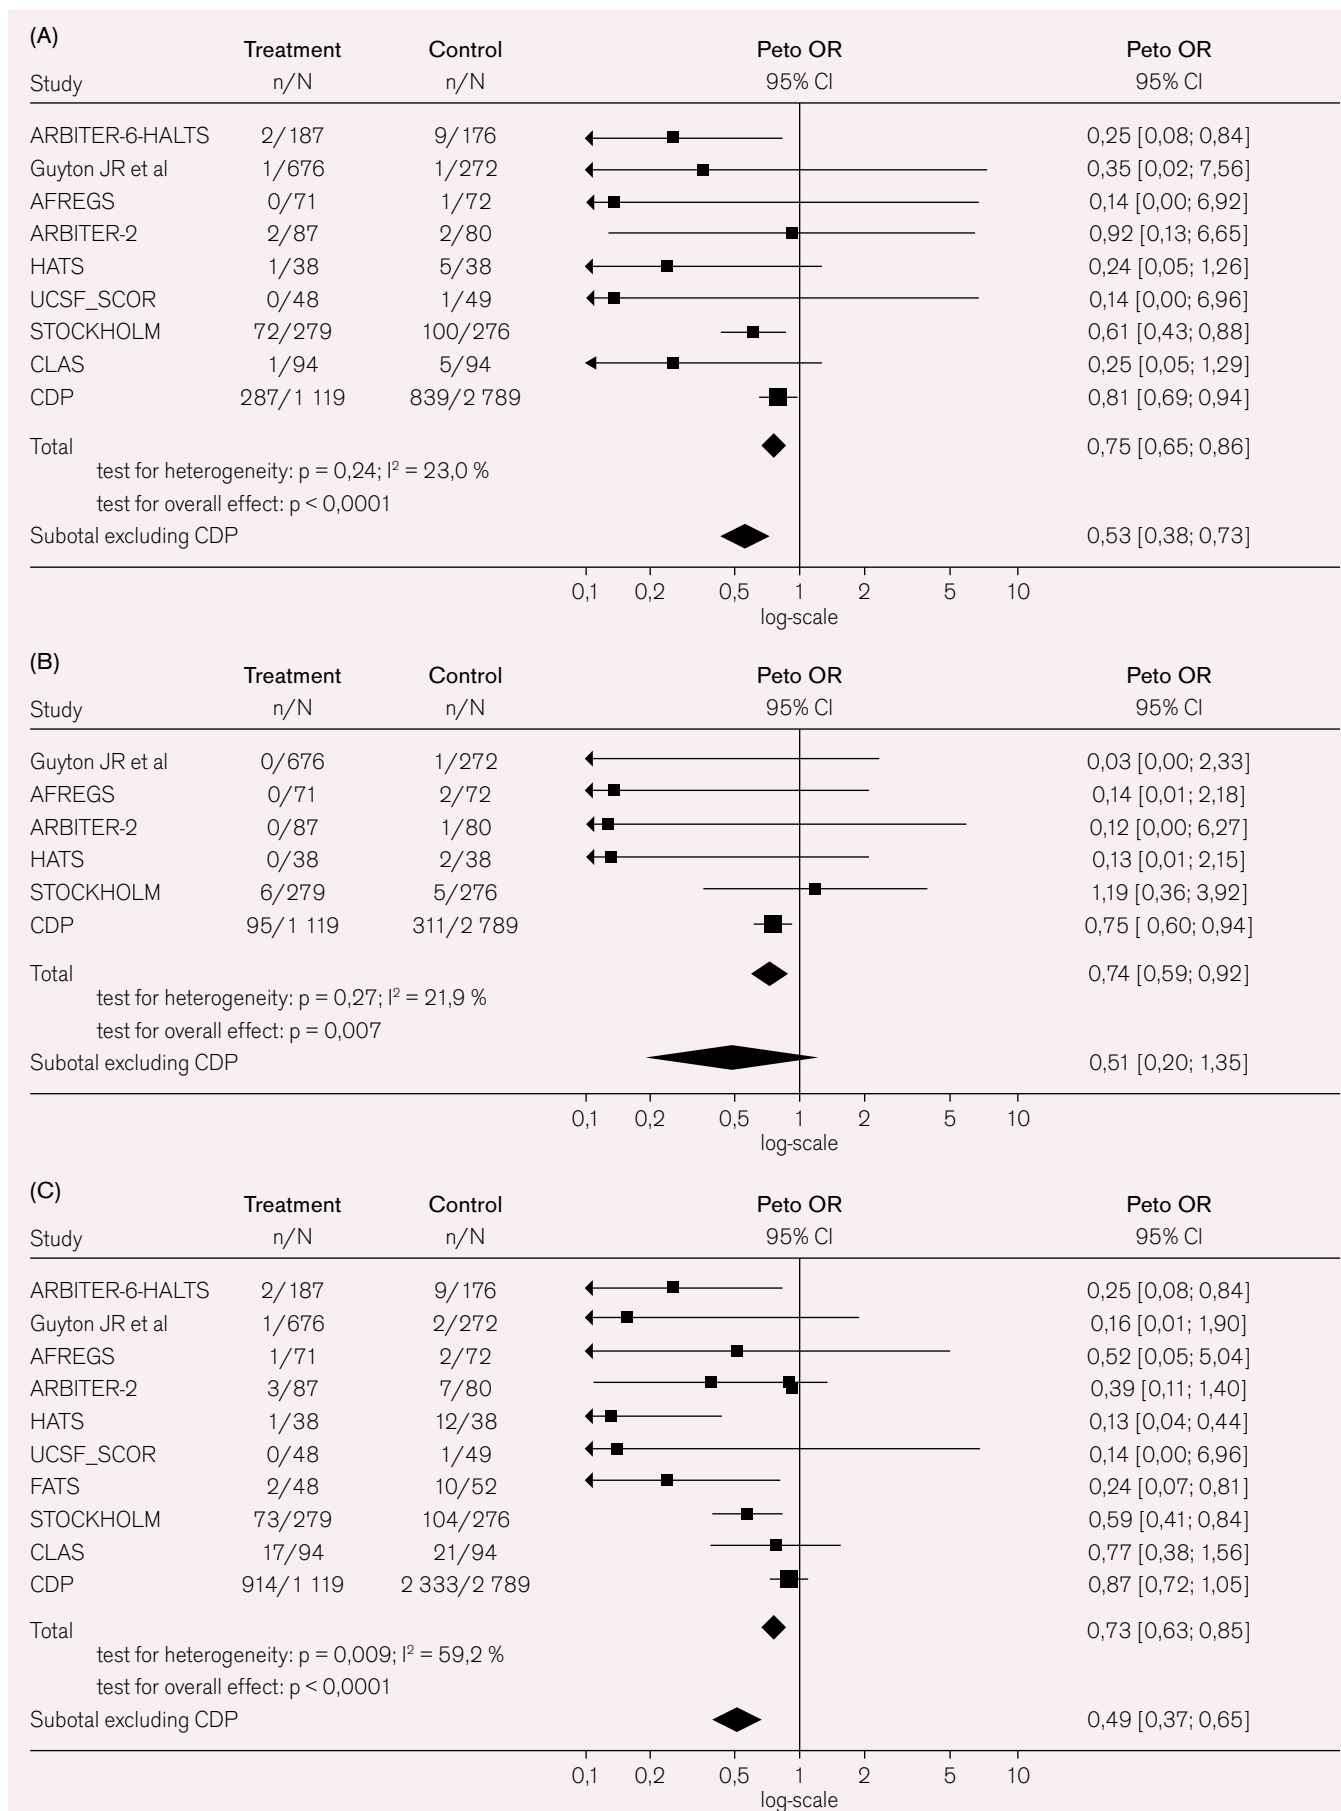 (A)
Treatment Control Peto OR Peto OR
Study n/N n/N 95% CI 95% CI
ARBITER-6-HALTS 2/187 9/176 0,25 [0,08; 0,84]
Guyton JR et al 1/676 1/272 0,35 [0,02; 7,56]
AFREGS 0/71 1/72 0,14 [0,00; 6,92]
ARBITER-2 2/87 2/80 0,92 [0,13; 6,65]
HATS 1/38 5/38 0,24 [0,05; 1,26]
UCSF_SCOR 0/48 1/49 0,14 [0,00; 6,96]
STOCKHOLM 72/279 100/276 0,61 [0,43; 0,88]
CLAS 1/94 5/94 0,25 [0,05; 1,29]
CDP 287/1 119 839/2 789 0,81 [0,69; 0,94]
Total 0,75 [0,65; 0,86]
test for heterogeneity: p = 0,24; I² = 23,0 %
test for overall effect: p < 0,0001
Subotal excluding CDP 0,53 [0,38; 0,73]
0,1 0,2 0,5 1 2 5 10
log-scale
(B)
Treatment Control Peto OR Peto OR
Study n/N n/N 95% CI 95% CI
Guyton JR et al 0/676 1/272 0,03 [0,00; 2,33]
AFREGS 0/71 2/72 0,14 [0,01; 2,18]
ARBITER-2 0/87 1/80 0,12 [0,00; 6,27]
HATS 0/38 2/38 0,13 [0,01; 2,15]
STOCKHOLM 6/279 5/276 1,19 [0,36; 3,92]
CDP 95/1 119 311/2 789 0,75 [ 0,60; 0,94]
Total 0,74 [0,59; 0,92]
test for heterogeneity: p = 0,27; I² = 21,9 %
test for overall effect: p = 0,007
Subotal excluding CDP 0,51 [0,20; 1,35]
0,1 0,2 0,5 1 2 5 10
log-scale
(C)
Treatment Control Peto OR Peto OR
Study n/N n/N 95% CI 95% CI
ARBITER-6-HALTS 2/187 9/176 0,25 [0,08; 0,84]
Guyton JR et al 1/676 2/272 0,16 [0,01; 1,90]
AFREGS 1/71 2/72 0,52 [0,05; 5,04]
ARBITER-2 3/87 7/80 0,39 [0,11; 1,40]
HATS 1/38 12/38 0,13 [0,04; 0,44]
UCSF_SCOR 0/48 1/49 0,14 [0,00; 6,96]
FATS 2/48 10/52 0,24 [0,07; 0,81]
STOCKHOLM 73/279 104/276 0,59 [0,41; 0,84]
CLAS 17/94 21/94 0,77 [0,38; 1,56]
CDP 914/1 119 2 333/2 789 0,87 [0,72; 1,05]
Total 0,73 [0,63; 0,85]
test for heterogeneity: p = 0,009; I² = 59,2 %
test for overall effect: p < 0,0001
Subotal excluding CDP 0,49 [0,37; 0,65]
0,1 0,2 0,5 1 2 5 10
log-scale